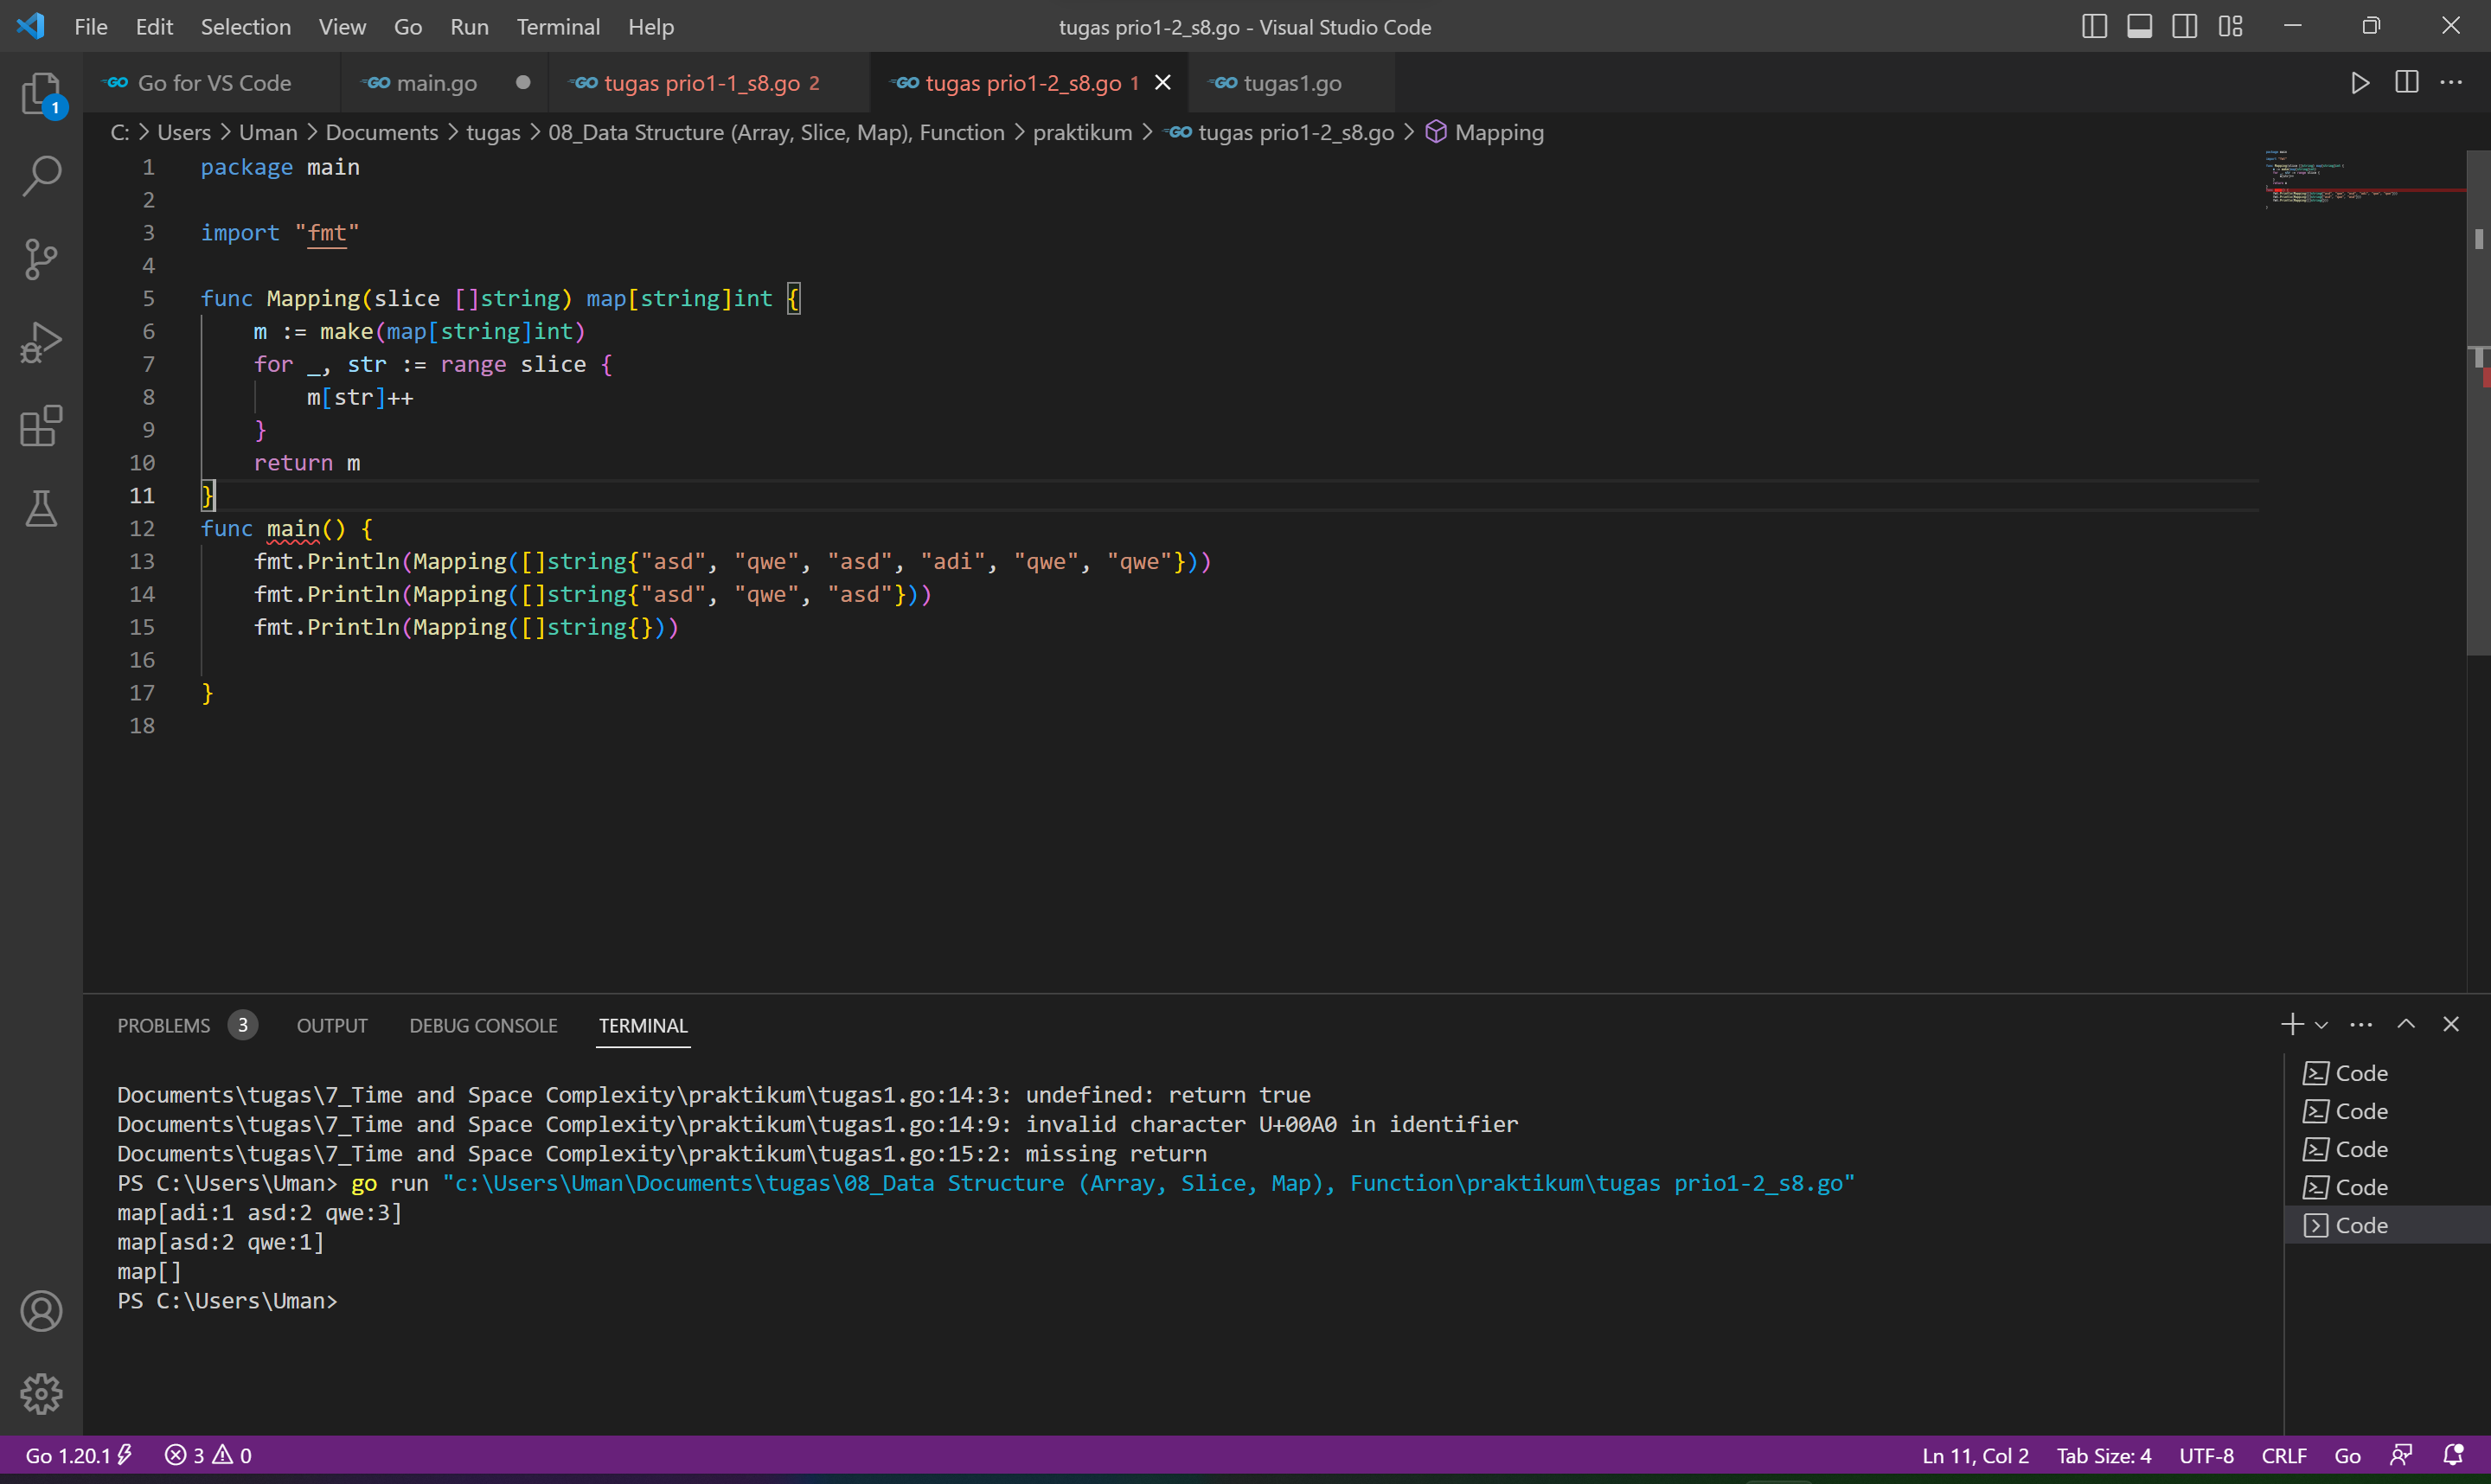 File Edit Selection View Go Run Terminal Help
tugas prio1-2_s8.go - Visual Studio Code
1
GO Go for VS Code
GO main.go
GO tugas prio1-1_s8.go 2
GO tugas prio1-2_s8.go 1
GO tugas1.go
C: > Users > Uman > Documents > tugas > 08_Data Structure (Array, Slice, Map), Function > praktikum > GO tugas prio1-2_s8.go > Mapping
1 package main
2
3 import "fmt"
4
5 func Mapping(slice []string) map[string]int {
6     m := make(map[string]int)
7     for _, str := range slice {
8         m[str]++
9     }
10     return m
11 }
12 func main() {
13     fmt.Println(Mapping([]string{"asd", "qwe", "asd", "adi", "qwe", "qwe"}))
14     fmt.Println(Mapping([]string{"asd", "qwe", "asd"}))
15     fmt.Println(Mapping([]string{}))
16
17 }
18
PROBLEMS 3 OUTPUT DEBUG CONSOLE TERMINAL
Documents\tugas\7_Time and Space Complexity\praktikum\tugas1.go:14:3: undefined: return true
Documents\tugas\7_Time and Space Complexity\praktikum\tugas1.go:14:9: invalid character U+00A0 in identifier
Documents\tugas\7_Time and Space Complexity\praktikum\tugas1.go:15:2: missing return
PS C:\Users\Uman> go run "c:\Users\Uman\Documents\tugas\08_Data Structure (Array, Slice, Map), Function\praktikum\tugas prio1-2_s8.go"
map[adi:1 asd:2 qwe:3]
map[asd:2 qwe:1]
map[]
PS C:\Users\Uman>
Code
Code
Code
Code
Code
Go 1.20.1 3 0 Ln 11, Col 2 Tab Size: 4 UTF-8 CRLF Go